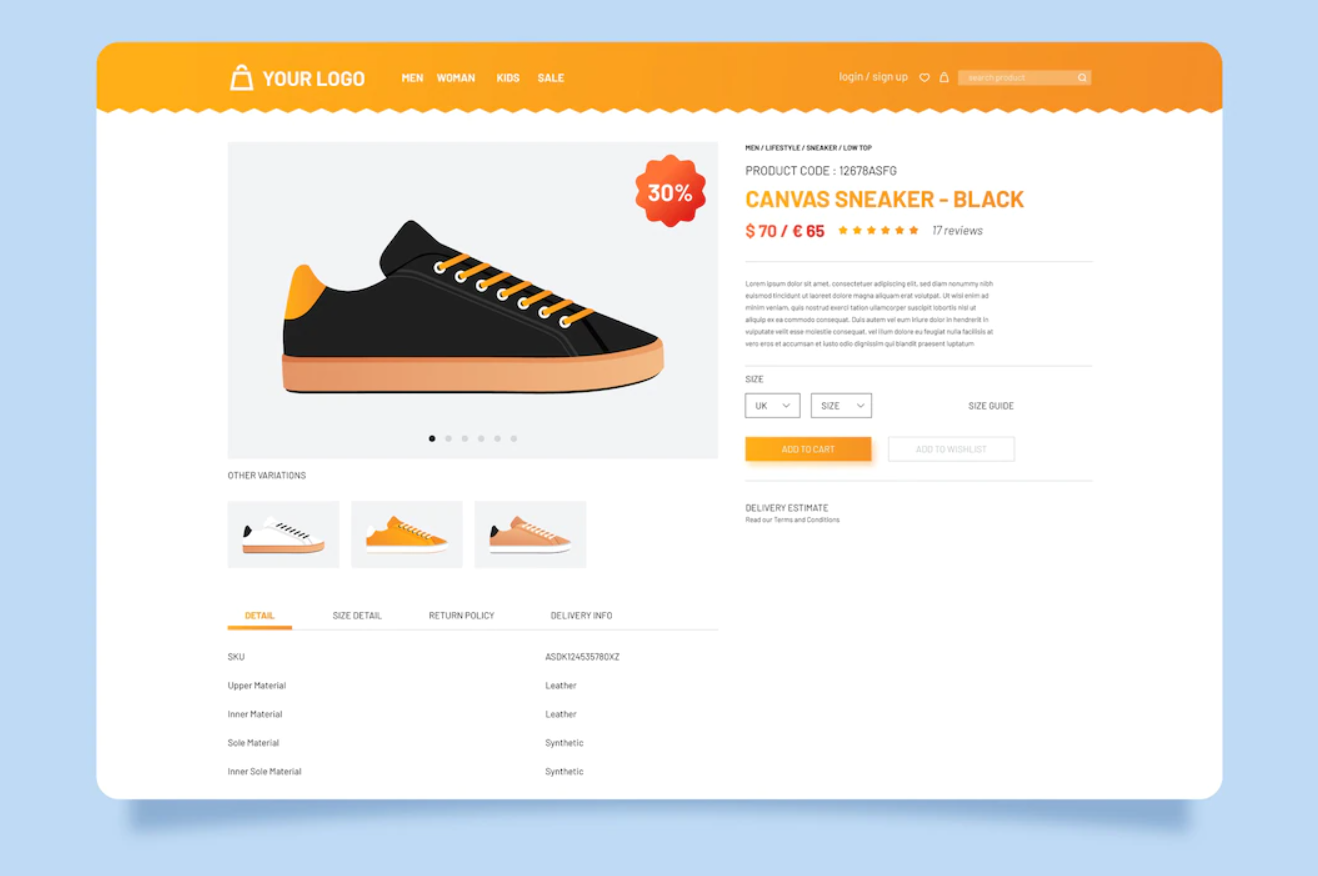 YOUR LOGO
MEN WOMAN KIDS SALE
login / sign up
search product
30%
MEN / LIFESTYLE / SNEAKER / LOW TOP
PRODUCT CODE : 12678ASFG
CANVAS SNEAKER - BLACK
$ 70 / € 65
17 reviews
Lorem ipsum dolor sit amet, consectetuer adipiscing elit, sed diam nonummy nibh
euismod tincidunt ut laoreet dolore magna aliquam erat volutpat. Ut wisi enim ad
minim veniam, quis nostrud exerci tation ullamcorper suscipit lobortis nisl ut
aliquip ex ea commodo consequat. Duis autem vel eum iriure dolor in hendrerit in
vulputate velit esse molestie consequat, vel illum dolore eu feugiat nulla facilisis at
vero eros et accumsan et iusto odio dignissim qui blandit praesent luptatum
SIZE
UK
SIZE
SIZE GUIDE
ADD TO CART
ADD TO WISHLIST
DELIVERY ESTIMATE
Read our Terms and Conditions
OTHER VARIATIONS
DETAIL SIZE DETAIL RETURN POLICY DELIVERY INFO
SKU ASDK124535780XZ
Upper Material Leather
Inner Material Leather
Sole Material Synthetic
Inner Sole Material Synthetic